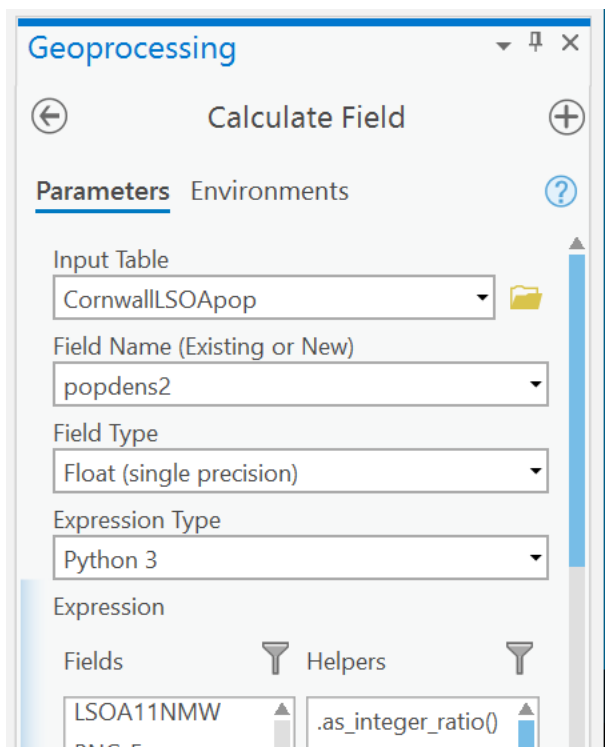 Geoprocessing
Calculate Field
Parameters Environments
Input Table
CornwallLSOApop
Field Name (Existing or New)
popdens2
Field Type
Float (single precision)
Expression Type
Python 3
Expression
Fields Helpers
LSOA11NMW .as_integer_ratio()